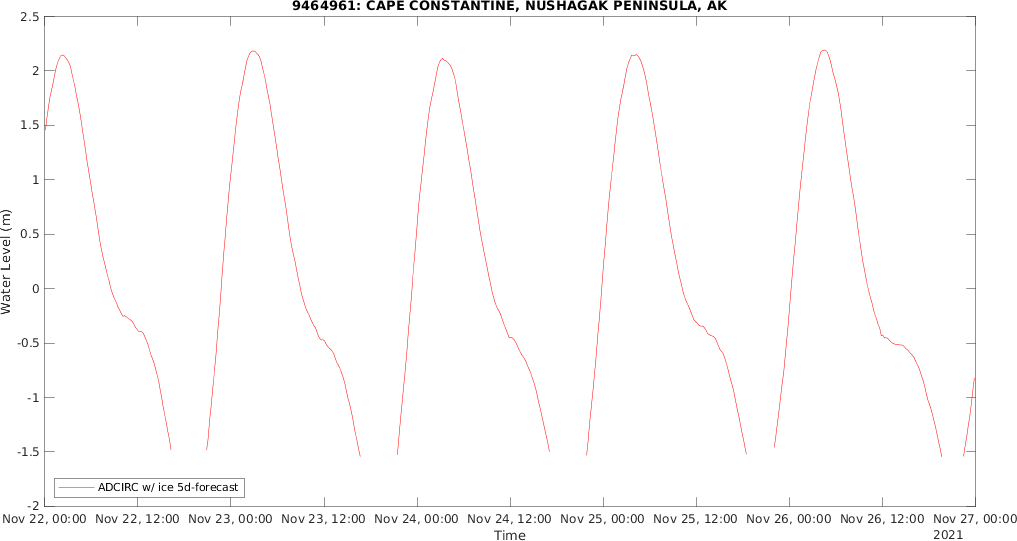 9464961: CAPE CONSTANTINE, NUSHAGAK PENINSULA, AK
2.5
2
1.5
1
0.5
0
-0.5
-1
-1.5
-2
Water Level (m)
ADCIRC w/ ice 5d-forecast
Nov 22, 00:00 Nov 22, 12:00 Nov 23, 00:00 Nov 23, 12:00 Nov 24, 00:00 Nov 24, 12:00 Nov 25, 00:00 Nov 25, 12:00 Nov 26, 00:00 Nov 26, 12:00 Nov 27, 00:00
Time
2021